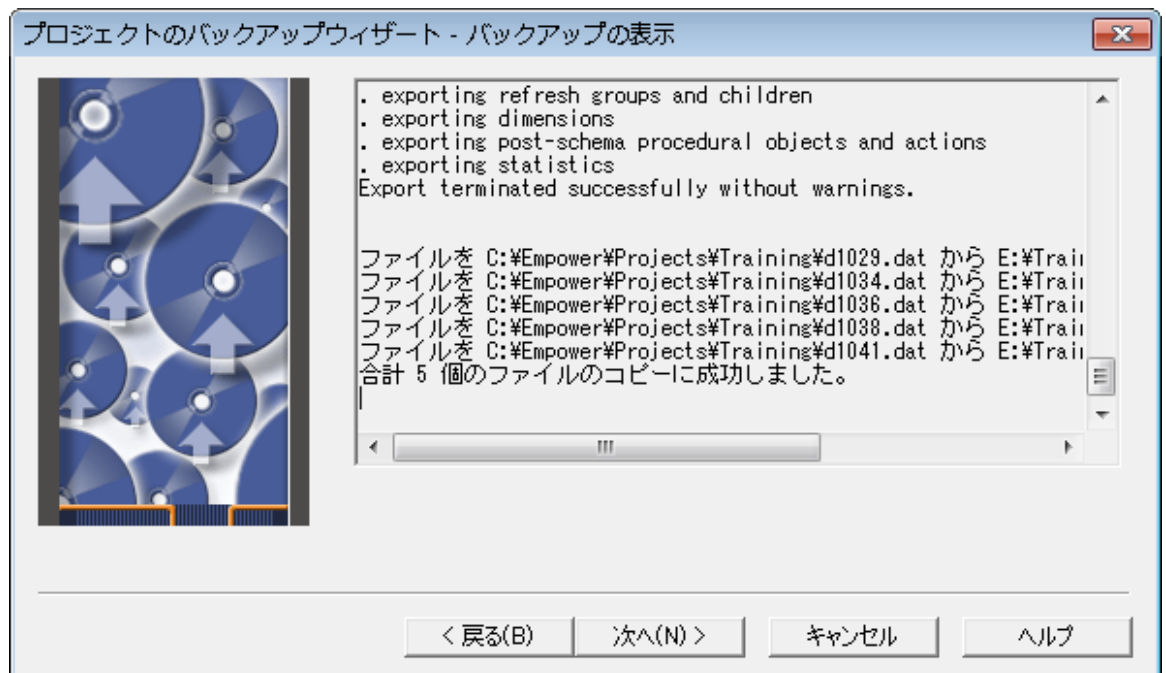 プロジェクトのバックアップウィザード - バックアップの表示
. exporting refresh groups and children
. exporting dimensions
. exporting post-schema procedural objects and actions
. exporting statistics
Export terminated successfully without warnings.
ファイルを C:¥Empower¥Projects¥Training¥d1029.dat から E:¥Trai
ファイルを C:¥Empower¥Projects¥Training¥d1034.dat から E:¥Trai
ファイルを C:¥Empower¥Projects¥Training¥d1036.dat から E:¥Trai
ファイルを C:¥Empower¥Projects¥Training¥d1038.dat から E:¥Trai
ファイルを C:¥Empower¥Projects¥Training¥d1041.dat から E:¥Trai
合計 5 個のファイルのコピーに成功しました。
< 戻る(B) 次へ(N) > キャンセル ヘルプ